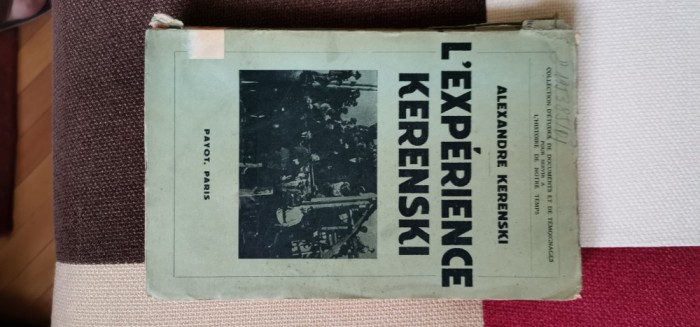 COLLECTION D'ÉTUDES, DE DOCUMENTS ET DE TÉMOIGNAGES
POUR SERVIR A
L'HISTOIRE DE NOTRE TEMPS
ALEXANDRE KERENSKI
L'EXPÉRIENCE
KERENSKI
PAYOT, PARIS